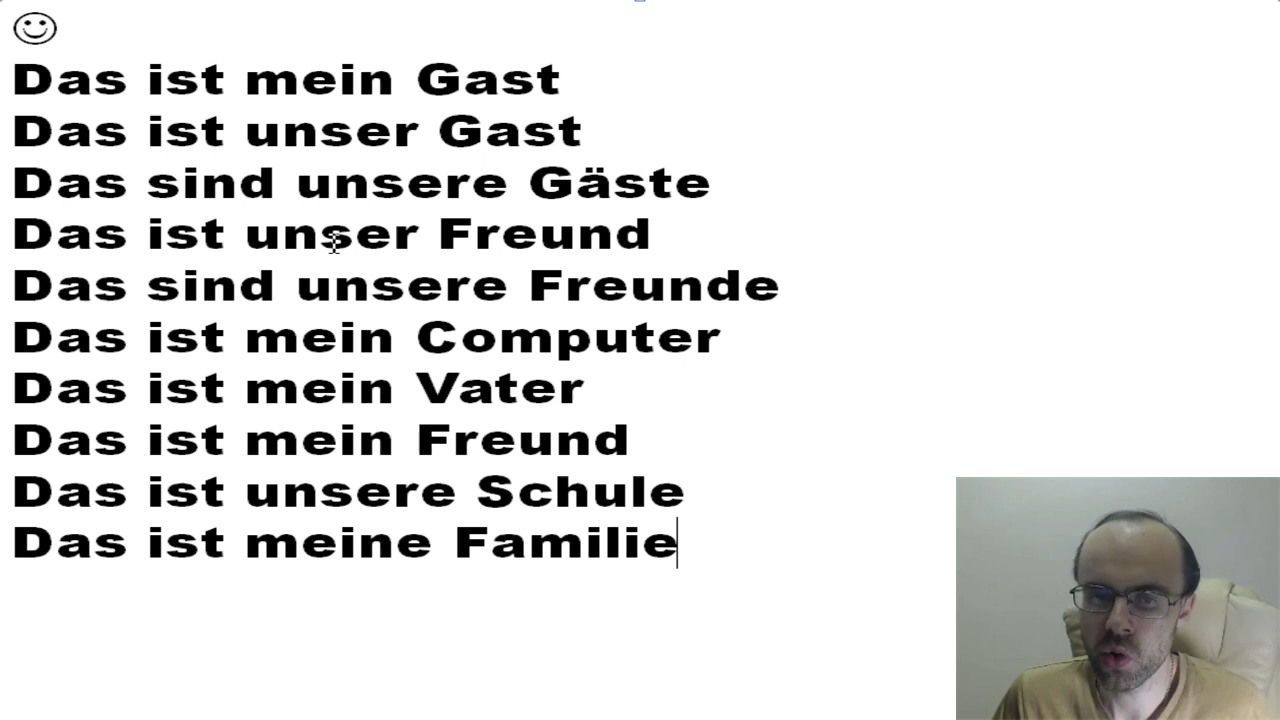 ☺
Das ist mein Gast
Das ist unser Gast
Das sind unsere Gäste
Das ist unser Freund
Das sind unsere Freunde
Das ist mein Computer
Das ist mein Vater
Das ist mein Freund
Das ist unsere Schule
Das ist meine Familie